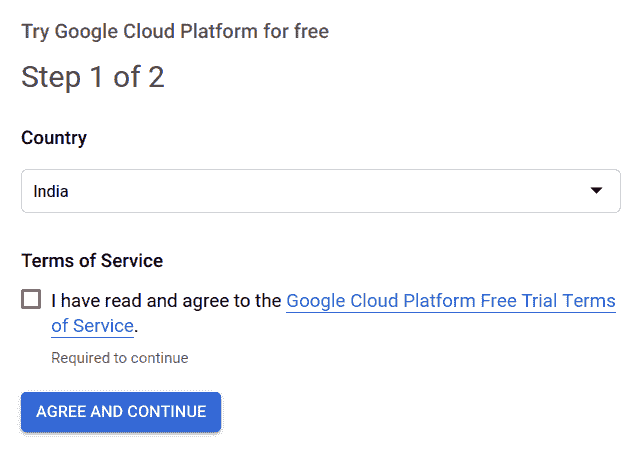 Try Google Cloud Platform for free
Step 1 of 2
Country
India
Terms of Service
I have read and agree to the Google Cloud Platform Free Trial Terms
of Service.
Required to continue
AGREE AND CONTINUE